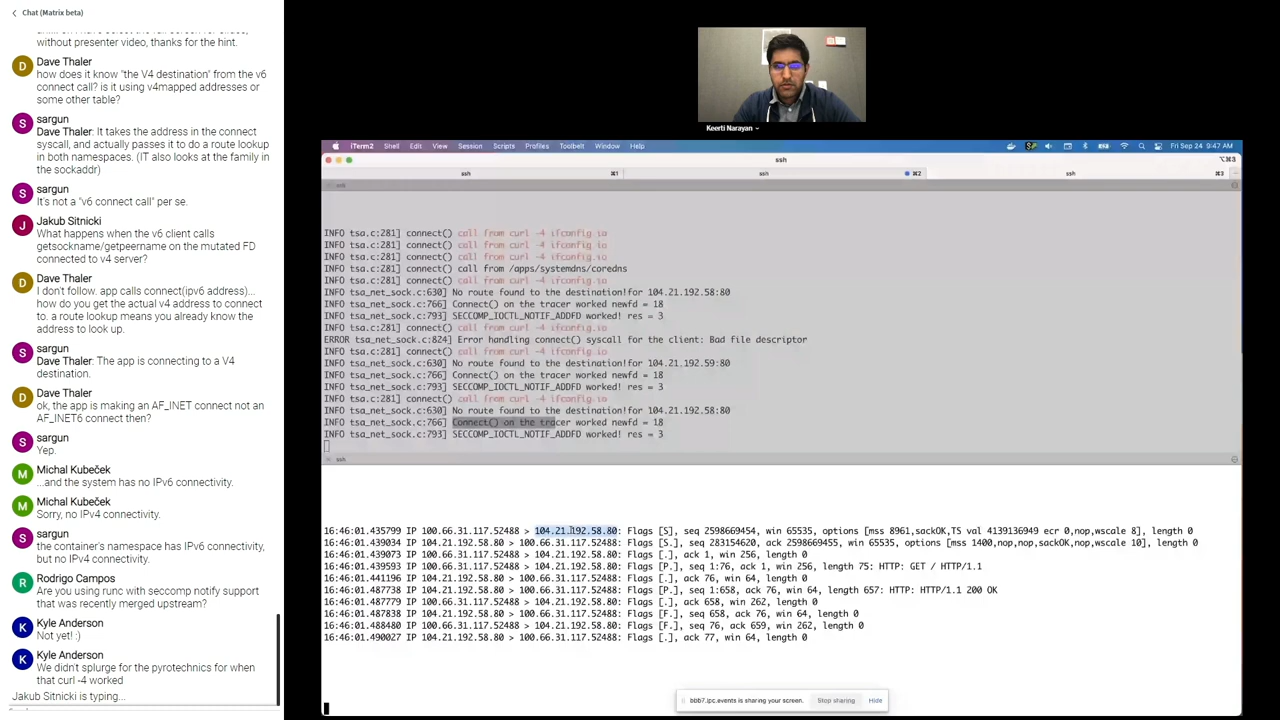 Chat (Matrix beta)
without presenter video, thanks for the hint.
D
Dave Thaler
how does it know "the V4 destination" from the v6
connect call? is it using v4mapped addresses or
some other table?
S
sargun
Dave Thaler: It takes the address in the connect
syscall, and actually passes it to do a route lookup
in both namespaces. (IT also looks at the family in
the sockaddr)
S
sargun
It's not a "v6 connect call" per se.
J
Jakub Sitnicki
What happens when the v6 client calls
getsockname/getpeername on the mutated FD
connected to v4 server?
D
Dave Thaler
I don't follow. app calls connect(ipv6 address)...
how do you get the actual v4 address to connect
to. a route lookup means you already know the
address to look up.
S
sargun
Dave Thaler: The app is connecting to a V4
destination.
D
Dave Thaler
ok, the app is making an AF_INET connect not an
AF_INET6 connect then?
S
sargun
Yep.
M
Michal Kubeček
...and the system has no IPv6 connectivity.
M
Michal Kubeček
Sorry, no IPv4 connectivity.
S
sargun
the container's namespace has IPv6 connectivity,
but no IPv4 connectivity.
R
Rodrigo Campos
Are you using runc with seccomp notify support
that was recently merged upstream?
K
Kyle Anderson
Not yet! :)
K
Kyle Anderson
We didn't splurge for the pyrotechnics for when
that curl -4 worked
Jakub Sitnicki is typing...
Keerti Narayan
iTerm2 Shell Edit View Session Scripts Profiles Toolbelt Window Help Fri Sep 24 9:47 AM
ssh ⌥⌘3
ssh ⌘1 ssh ⌘2 ssh ⌘3
ssh
INFO tsa.c:281] connect() call from curl -4 ifconfig.io
INFO tsa.c:281] connect() call from curl -4 ifconfig.io
INFO tsa.c:281] connect() call from curl -4 ifconfig.io
INFO tsa.c:281] connect() call from /apps/systemdns/coredns
INFO tsa.c:281] connect() call from curl -4 ifconfig.io
INFO tsa_net_sock.c:630] No route found to the destination!for 104.21.192.58:80
INFO tsa_net_sock.c:766] Connect() on the tracer worked newfd = 18
INFO tsa_net_sock.c:793] SECCOMP_IOCTL_NOTIF_ADDFD worked! res = 3
INFO tsa.c:281] connect() call from curl -4 ifconfig.io
ERROR tsa_net_sock.c:824] Error handling connect() syscall for the client: Bad file descriptor
INFO tsa.c:281] connect() call from curl -4 ifconfig.io
INFO tsa_net_sock.c:630] No route found to the destination!for 104.21.192.59:80
INFO tsa_net_sock.c:766] Connect() on the tracer worked newfd = 18
INFO tsa_net_sock.c:793] SECCOMP_IOCTL_NOTIF_ADDFD worked! res = 3
INFO tsa.c:281] connect() call from curl -4 ifconfig.io
INFO tsa_net_sock.c:630] No route found to the destination!for 104.21.192.58:80
INFO tsa_net_sock.c:766] Connect() on the tracer worked newfd = 18
INFO tsa_net_sock.c:793] SECCOMP_IOCTL_NOTIF_ADDFD worked! res = 3
ssh
16:46:01.435799 IP 100.66.31.117.52488 > 104.21.192.58.80: Flags [S], seq 2598669454, win 65535, options [mss 8961,sackOK,TS val 4139136949 ecr 0,nop,wscale 8], length 0
16:46:01.439034 IP 104.21.192.58.80 > 100.66.31.117.52488: Flags [S.], seq 283154620, ack 2598669455, win 65535, options [mss 1400,nop,nop,sackOK,nop,wscale 10], length 0
16:46:01.439073 IP 100.66.31.117.52488 > 104.21.192.58.80: Flags [.], ack 1, win 256, length 0
16:46:01.439593 IP 100.66.31.117.52488 > 104.21.192.58.80: Flags [P.], seq 1:76, ack 1, win 256, length 75: HTTP: GET / HTTP/1.1
16:46:01.441196 IP 104.21.192.58.80 > 100.66.31.117.52488: Flags [.], ack 76, win 64, length 0
16:46:01.487738 IP 104.21.192.58.80 > 100.66.31.117.52488: Flags [P.], seq 1:658, ack 76, win 64, length 657: HTTP: HTTP/1.1 200 OK
16:46:01.487779 IP 100.66.31.117.52488 > 104.21.192.58.80: Flags [.], ack 658, win 262, length 0
16:46:01.487838 IP 104.21.192.58.80 > 100.66.31.117.52488: Flags [F.], seq 658, ack 76, win 64, length 0
16:46:01.488480 IP 100.66.31.117.52488 > 104.21.192.58.80: Flags [F.], seq 76, ack 659, win 262, length 0
16:46:01.490027 IP 104.21.192.58.80 > 100.66.31.117.52488: Flags [.], ack 77, win 64, length 0
bbb7.lpc.events is sharing your screen. Stop sharing Hide